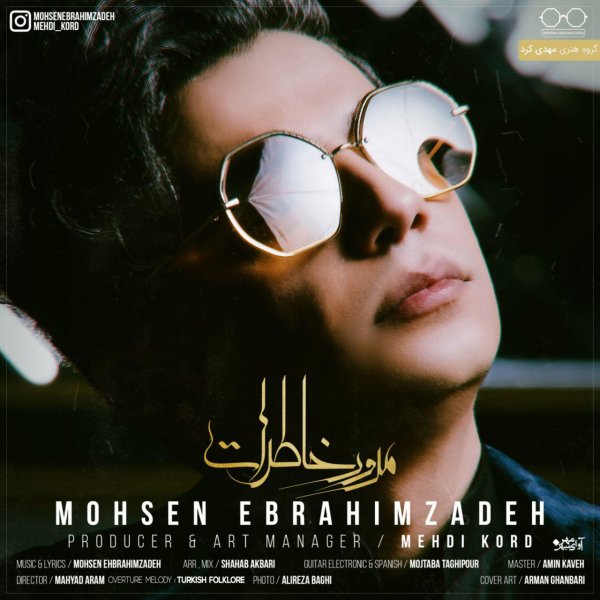 MOHSENEBRAHIMZADEH
MEHDI_KORD
گروه هنری مهدی کرد
مرور خاطرات
MOHSEN EBRAHIMZADEH
PRODUCER & ART MANAGER / MEHDI KORD
MUSIC & LYRICS / MOHSEN EHBRAHIMZADEH ARR , MIX / SHAHAB AKBARI GUITAR ELECTRONIC & SPANISH / MOJTABA TAGHIPOUR MASTER / AMIN KAVEH
DIRECTOR / MAHYAD ARAM OVERTURE MELODY / TURKISH FOLKLORE PHOTO / ALIREZA BAGHI COVER ART / ARMAN GHANBARI